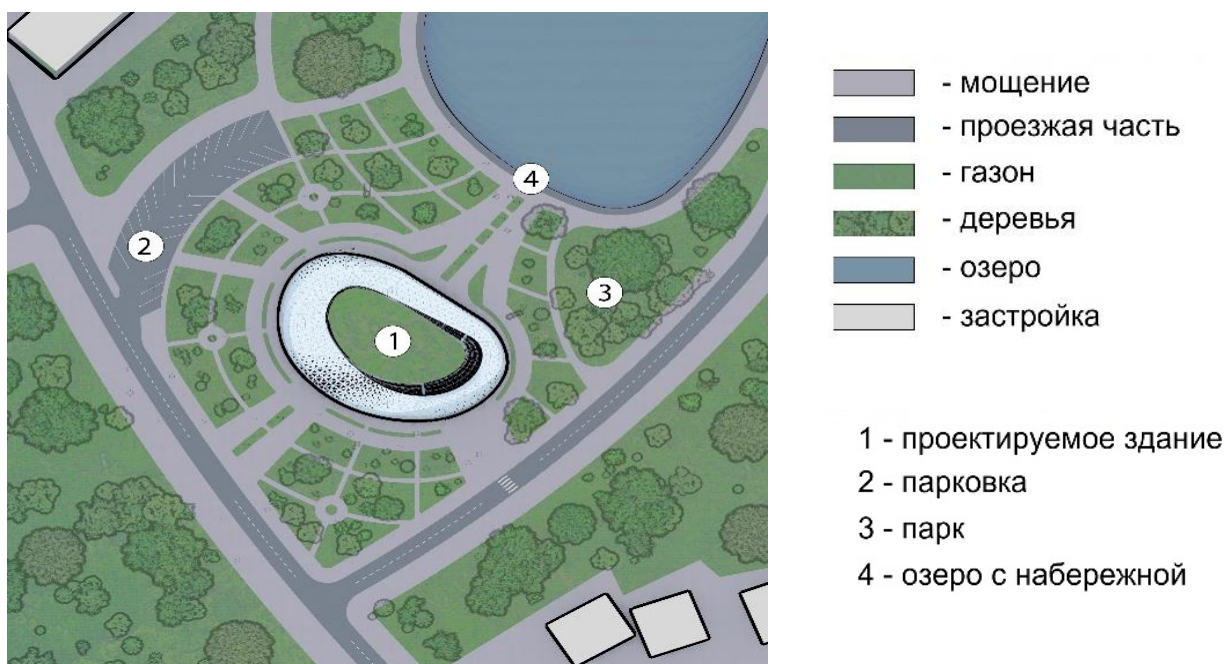 4
2
3
1
- мощение
- проезжая часть
- газон
- деревья
- озеро
- застройка
1 - проектируемое здание
2 - парковка
3 - парк
4 - озеро с набережной